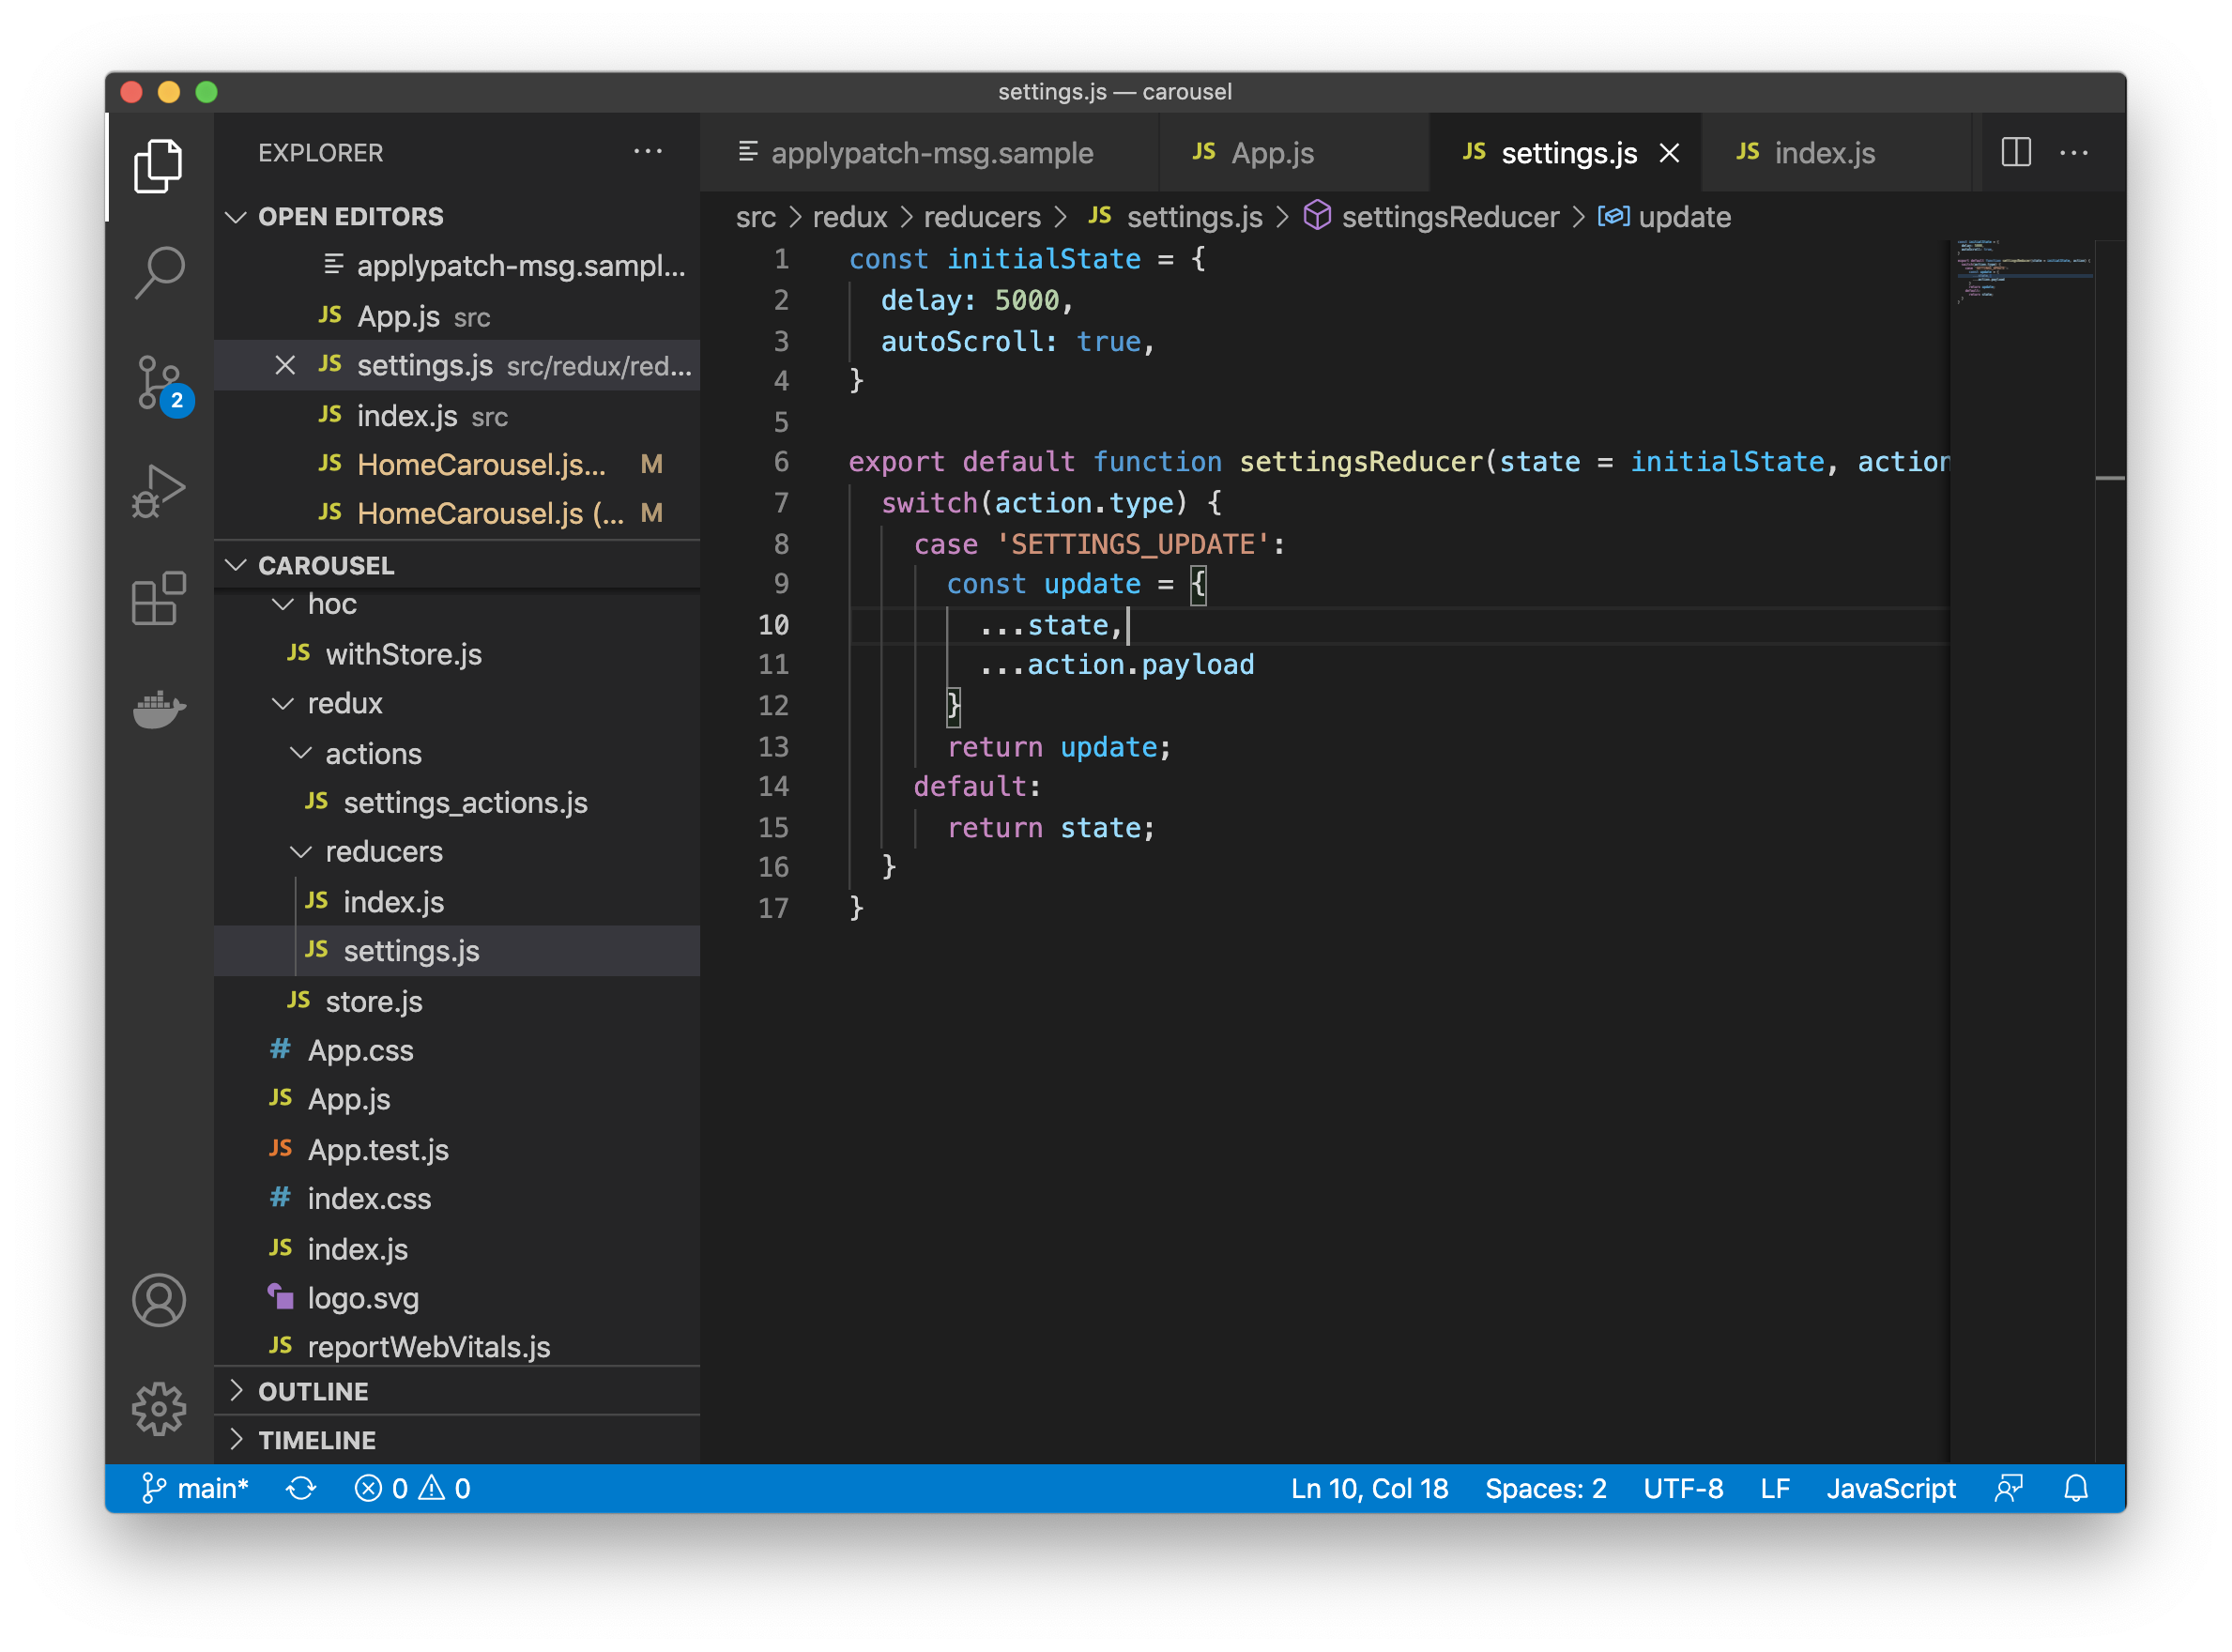 settings.js — carousel
EXPLORER
OPEN EDITORS
applypatch-msg.sampl...
JS App.js src
JS settings.js src/redux/red...
JS index.js src
JS HomeCarousel.js... M
JS HomeCarousel.js (... M
CAROUSEL
hoc
JS withStore.js
redux
actions
JS settings_actions.js
reducers
JS index.js
JS settings.js
JS store.js
# App.css
JS App.js
JS App.test.js
# index.css
JS index.js
logo.svg
JS reportWebVitals.js
OUTLINE
TIMELINE
2
applypatch-msg.sample JS App.js JS settings.js JS index.js
src > redux > reducers > JS settings.js > settingsReducer > update
1 const initialState = {
2 delay: 5000,
3 autoScroll: true,
4 }
5
6 export default function settingsReducer(state = initialState, action
7 switch(action.type) {
8 case 'SETTINGS_UPDATE':
9 const update = {
10 ...state,
11 ...action.payload
12 }
13 return update;
14 default:
15 return state;
16 }
17 }
main* 0 0 Ln 10, Col 18 Spaces: 2 UTF-8 LF JavaScript